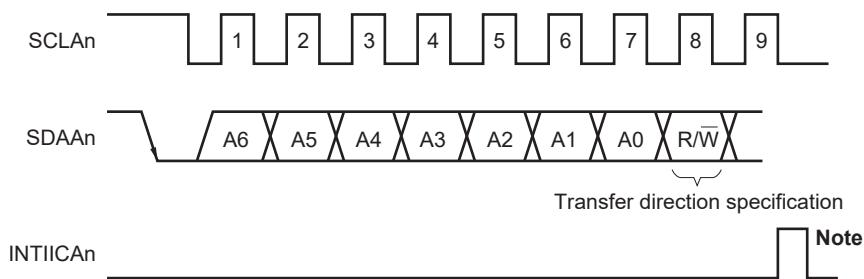 SCLAn 1 2 3 4 5 6 7 8 9
SDAAn A6 A5 A4 A3 A2 A1 A0 R/W̅
Transfer direction specification
INTIICAn Note